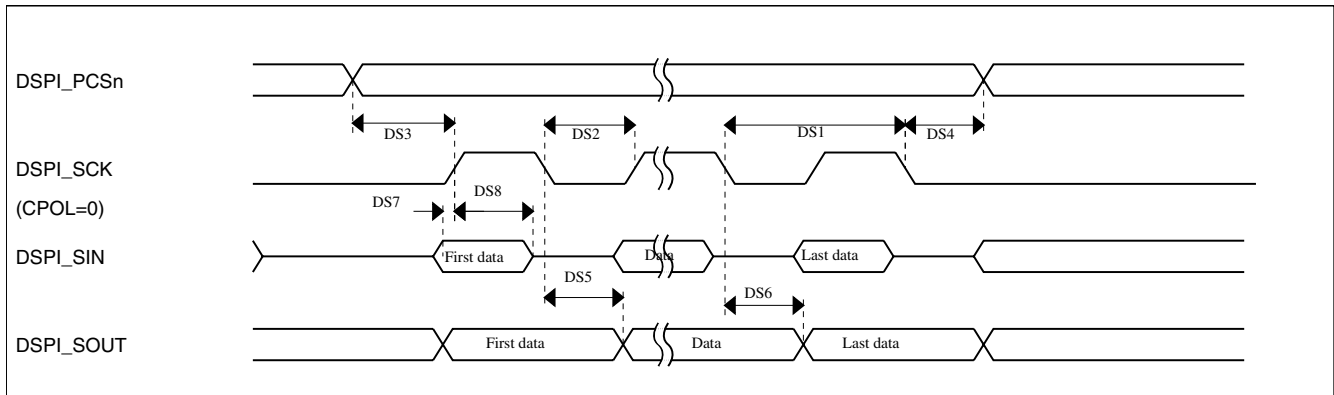 DSPI_PCSn
DS3
DS2
DS1
DS4
DSPI_SCK
(CPOL=0)
DS7
DS8
DSPI_SIN
First data
Data
Last data
DS5
DS6
DSPI_SOUT
First data
Data
Last data